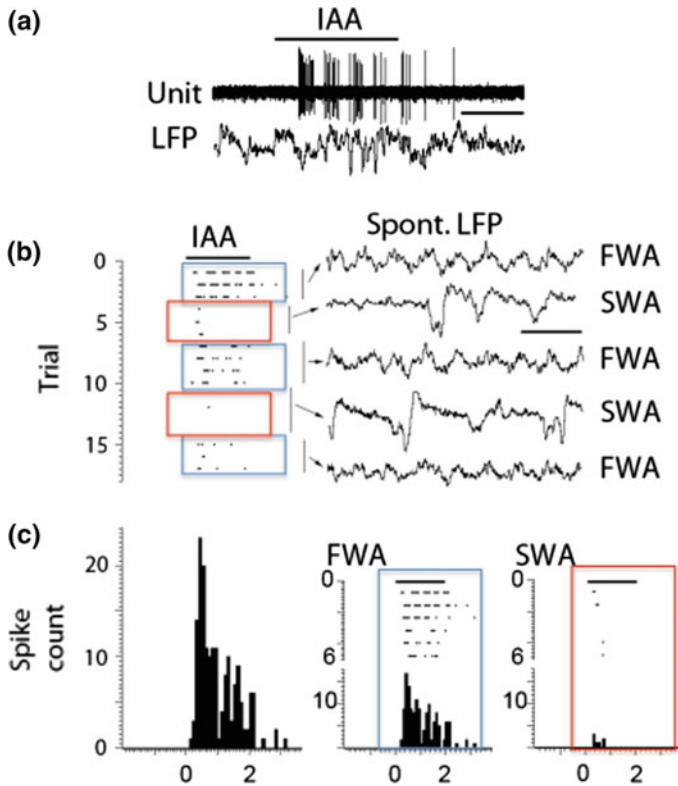 (a)
IAA
Unit
LFP
(b)
IAA
Spont. LFP
0
5
10
15
Trial
FWA
SWA
FWA
SWA
FWA
(c)
20
10
0
Spike
count
0 2
FWA
0
6
10
0 2
SWA
0
6
10
0 2